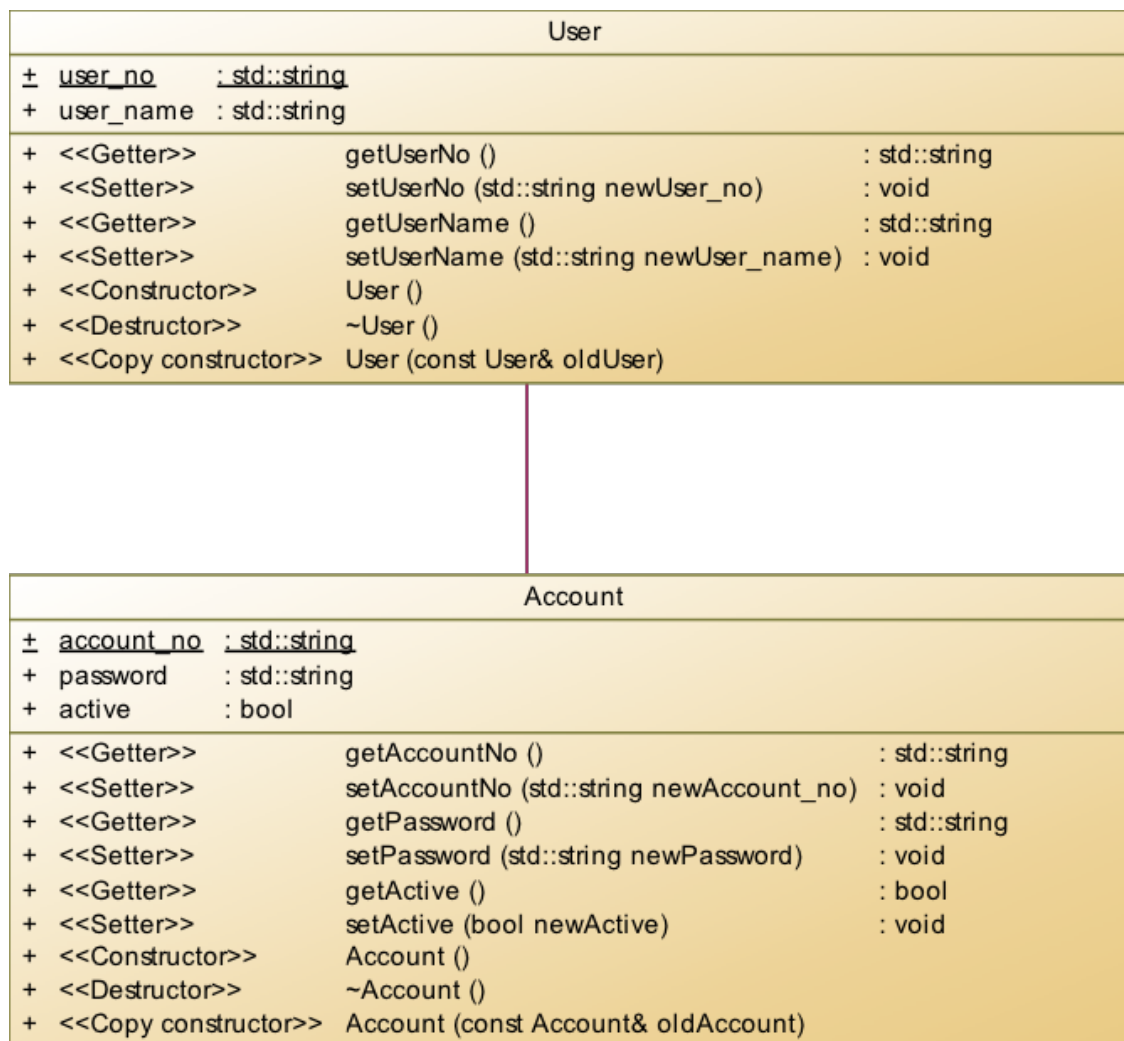 User
+ user_no : std::string
+ user_name : std::string
+ <<Getter>> getUserNo () : std::string
+ <<Setter>> setUserNo (std::string newUser_no) : void
+ <<Getter>> getUserName () : std::string
+ <<Setter>> setUserName (std::string newUser_name) : void
+ <<Constructor>> User ()
+ <<Destructor>> ~User ()
+ <<Copy constructor>> User (const User& oldUser)
Account
+ account_no : std::string
+ password : std::string
+ active : bool
+ <<Getter>> getAccountNo () : std::string
+ <<Setter>> setAccountNo (std::string newAccount_no) : void
+ <<Getter>> getPassword () : std::string
+ <<Setter>> setPassword (std::string newPassword) : void
+ <<Getter>> getActive () : bool
+ <<Setter>> setActive (bool newActive) : void
+ <<Constructor>> Account ()
+ <<Destructor>> ~Account ()
+ <<Copy constructor>> Account (const Account& oldAccount)